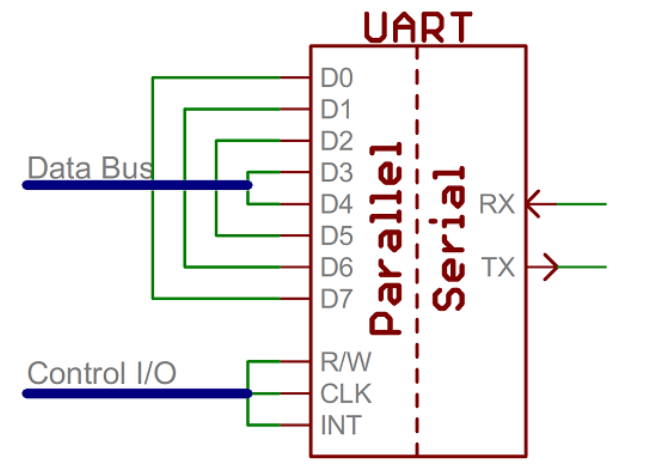 UART
D0
D1
D2
Data Bus
D3
D4
D5
D6
D7
Parallel
Serial
RX
TX
Control I/O
R/W
CLK
INT